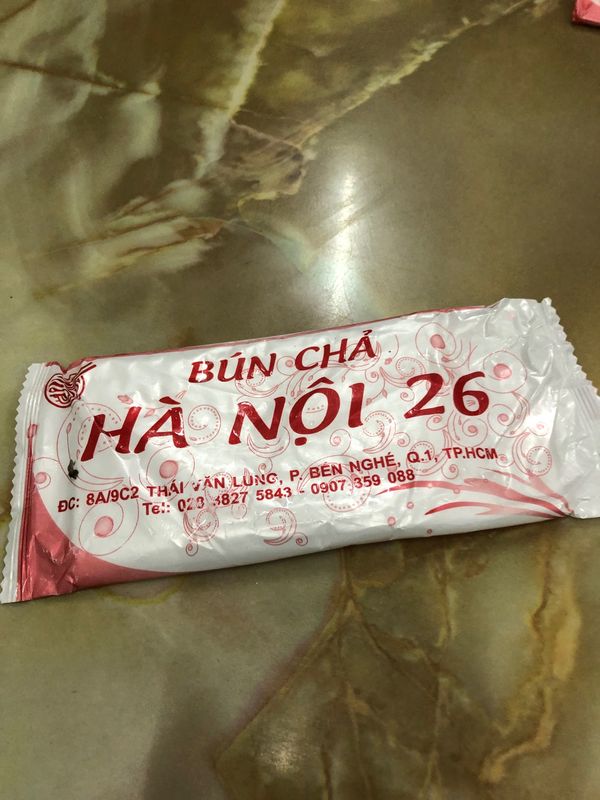 BÚN CHẢ
HÀ NỘI 26
ĐC: 8A/9C2 THÁI VĂN LUNG, P. BẾN NGHÉ, Q.1, TP.HCM
Tel: 028 3827 5843 - 0907 359 088